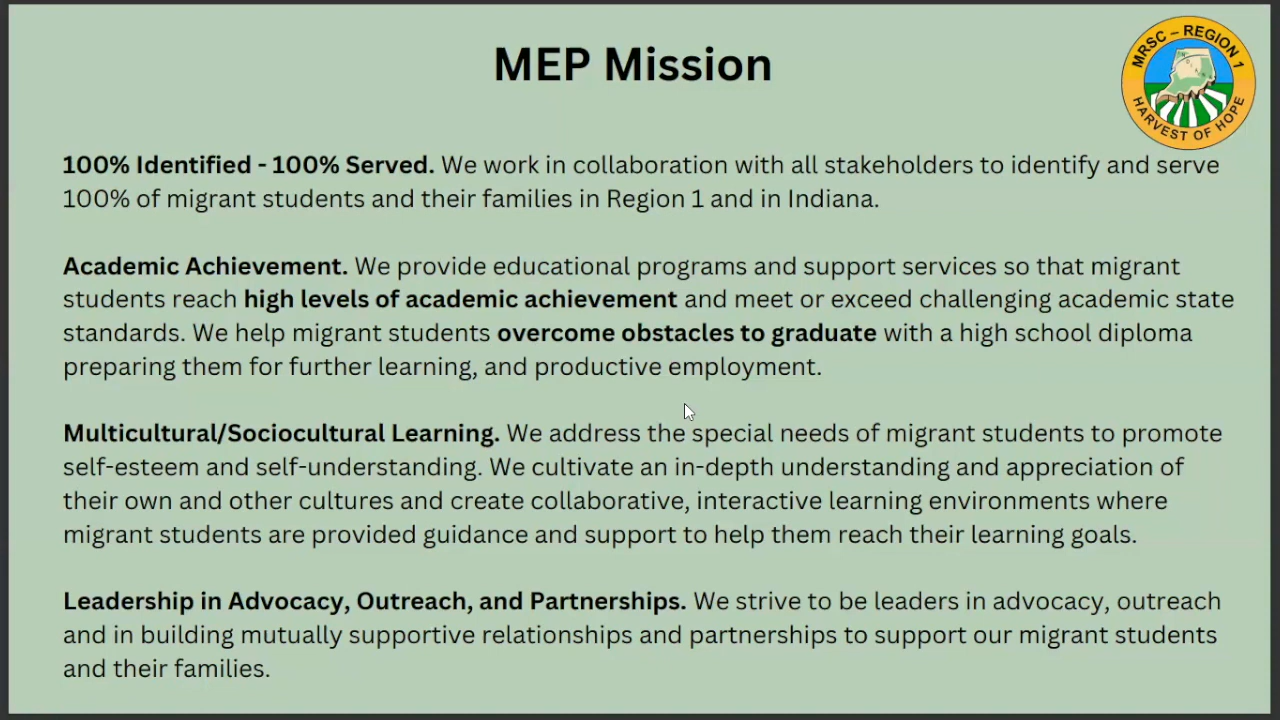 MEP Mission
MRSC – REGION 1
HARVEST OF HOPE
100% Identified - 100% Served. We work in collaboration with all stakeholders to identify and serve
100% of migrant students and their families in Region 1 and in Indiana.
Academic Achievement. We provide educational programs and support services so that migrant
students reach high levels of academic achievement and meet or exceed challenging academic state
standards. We help migrant students overcome obstacles to graduate with a high school diploma
preparing them for further learning, and productive employment.
Multicultural/Sociocultural Learning. We address the special needs of migrant students to promote
self-esteem and self-understanding. We cultivate an in-depth understanding and appreciation of
their own and other cultures and create collaborative, interactive learning environments where
migrant students are provided guidance and support to help them reach their learning goals.
Leadership in Advocacy, Outreach, and Partnerships. We strive to be leaders in advocacy, outreach
and in building mutually supportive relationships and partnerships to support our migrant students
and their families.